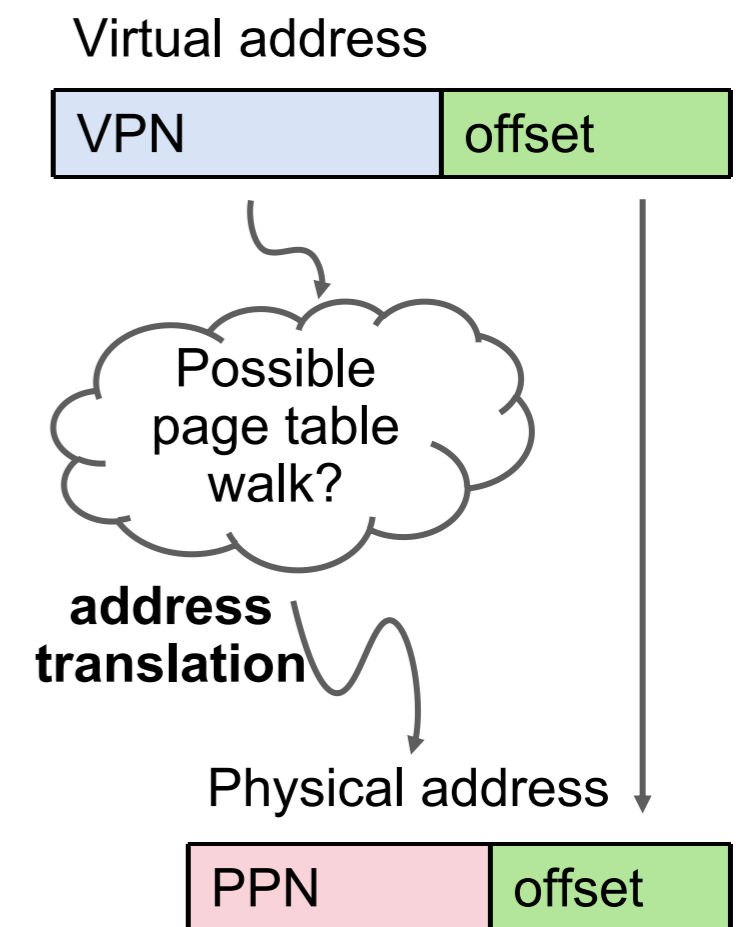 Virtual address
VPN
offset
Possible
page table
walk?
address
translation
Physical address
PPN
offset